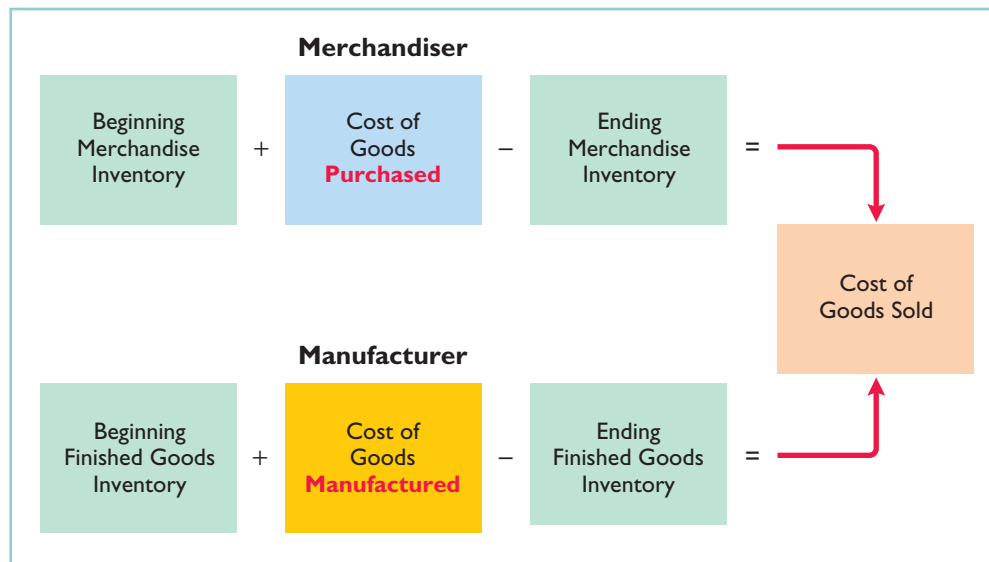 Merchandiser
Beginning
Merchandise
Inventory
+
Cost of
Goods
Purchased
–
Ending
Merchandise
Inventory
=
Cost of
Goods Sold
Manufacturer
Beginning
Finished Goods
Inventory
+
Cost of
Goods
Manufactured
–
Ending
Finished Goods
Inventory
=